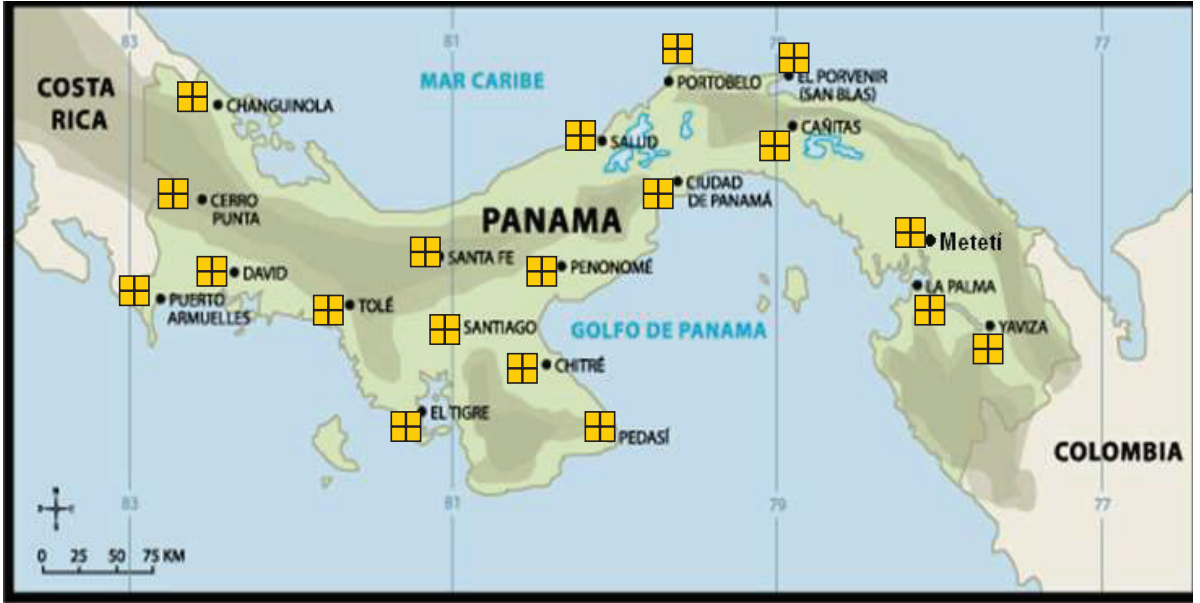 83
81
79
77
COSTA
RICA
MAR CARIBE
PORTOBELO
EL PORVENIR
(SAN BLAS)
CHANGUINOLA
SALUD
CAÑITAS
CERRO
PUNTA
CIUDAD
DE PANAMÁ
PANAMA
Metetí
SANTA FE
PENONOMÉ
DAVID
LA PALMA
PUERTO
ARMUELLES
TOLÉ
SANTIAGO
GOLFO DE PANAMA
YAVIZA
CHITRÉ
EL TIGRE
PEDASÍ
COLOMBIA
83
81
79
77
0 25 50 75 KM